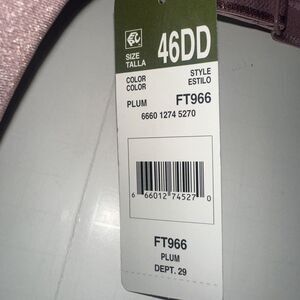 SIZE
TALLA
46DD
COLOR
COLOR
STYLE
ESTILO
PLUM
FT966
6660 1274 5270
6 66012 74527 0
FT966
PLUM
DEPT. 29